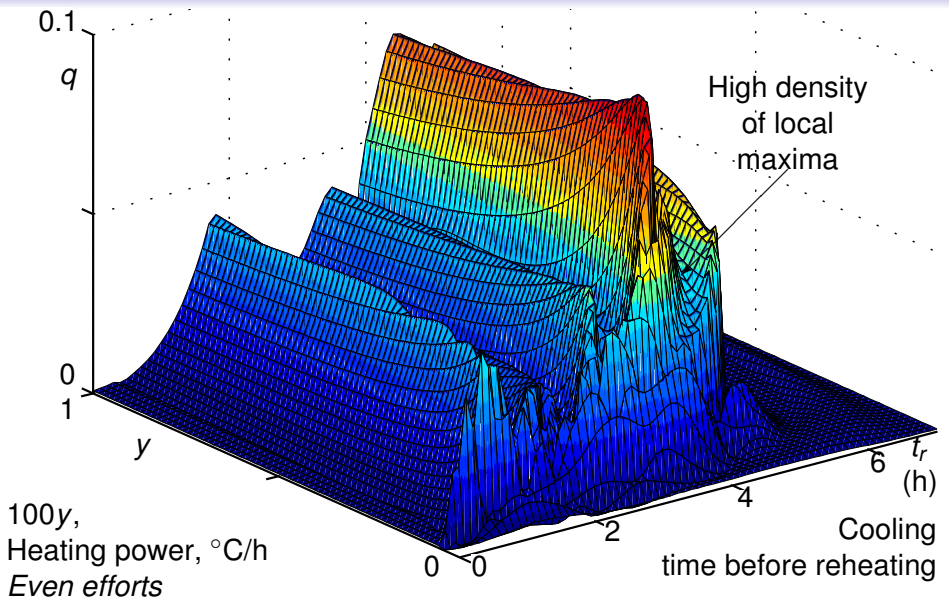 0.1
q
High density
of local
maxima
0
1
y
6
t_r
(h)
4
100y,
2
Cooling
Heating power, °C/h
0
0
time before reheating
Even efforts